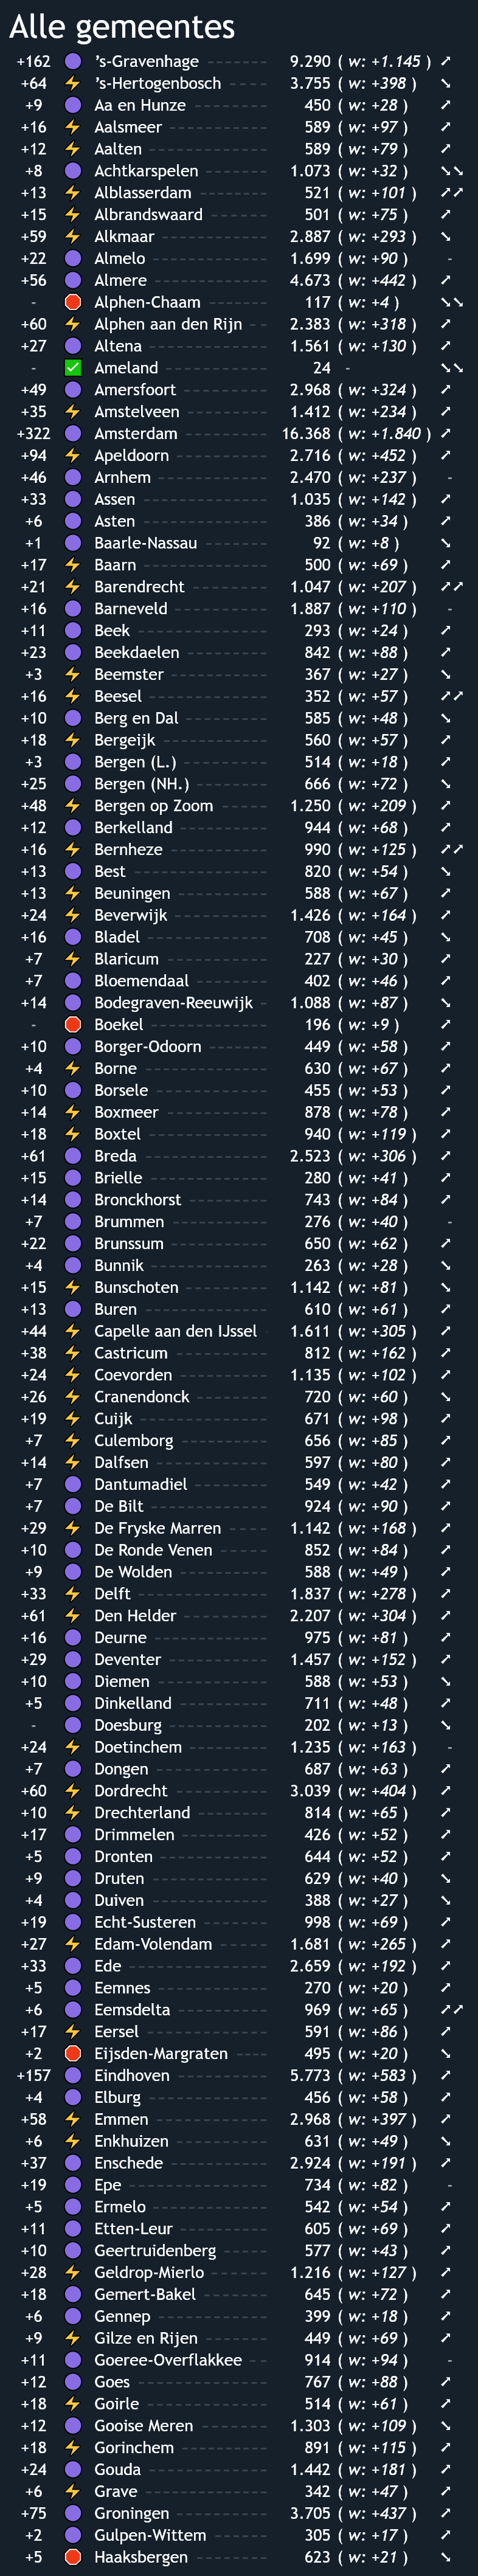 Alle gemeentes
+162 's-Gravenhage 9.290 ( w: +1.145 )
+64 's-Hertogenbosch 3.755 ( w: +398 )
+9 Aa en Hunze 450 ( w: +28 )
+16 Aalsmeer 589 ( w: +97 )
+12 Aalten 589 ( w: +79 )
+8 Achtkarspelen 1.073 ( w: +32 )
+13 Alblasserdam 521 ( w: +101 )
+15 Albrandswaard 501 ( w: +75 )
+59 Alkmaar 2.887 ( w: +293 )
+22 Almelo 1.699 ( w: +90 ) -
+56 Almere 4.673 ( w: +442 )
- Alphen-Chaam 117 ( w: +4 )
+60 Alphen aan den Rijn 2.383 ( w: +318 )
+27 Altena 1.561 ( w: +130 )
- Ameland 24 -
+49 Amersfoort 2.968 ( w: +324 )
+35 Amstelveen 1.412 ( w: +234 )
+322 Amsterdam 16.368 ( w: +1.840 )
+94 Apeldoorn 2.716 ( w: +452 )
+46 Arnhem 2.470 ( w: +237 ) -
+33 Assen 1.035 ( w: +142 )
+6 Asten 386 ( w: +34 )
+1 Baarle-Nassau 92 ( w: +8 )
+17 Baarn 500 ( w: +69 )
+21 Barendrecht 1.047 ( w: +207 )
+16 Barneveld 1.887 ( w: +110 ) -
+11 Beek 293 ( w: +24 )
+23 Beekdaelen 842 ( w: +88 )
+3 Beemster 367 ( w: +27 )
+16 Beesel 352 ( w: +57 )
+10 Berg en Dal 585 ( w: +48 )
+18 Bergeijk 560 ( w: +57 )
+3 Bergen (L.) 514 ( w: +18 )
+25 Bergen (NH.) 666 ( w: +72 )
+48 Bergen op Zoom 1.250 ( w: +209 )
+12 Berkelland 944 ( w: +68 )
+16 Bernheze 990 ( w: +125 )
+13 Best 820 ( w: +54 )
+13 Beuningen 588 ( w: +67 )
+24 Beverwijk 1.426 ( w: +164 )
+16 Bladel 708 ( w: +45 )
+7 Blaricum 227 ( w: +30 )
+7 Bloemendaal 402 ( w: +46 )
+14 Bodegraven-Reeuwijk 1.088 ( w: +87 )
- Boekel 196 ( w: +9 )
+10 Borger-Odoorn 449 ( w: +58 )
+4 Borne 630 ( w: +67 )
+10 Borsele 455 ( w: +53 )
+14 Boxmeer 878 ( w: +78 )
+18 Boxtel 940 ( w: +119 )
+61 Breda 2.523 ( w: +306 )
+15 Brielle 280 ( w: +41 )
+14 Bronckhorst 743 ( w: +84 )
+7 Brummen 276 ( w: +40 ) -
+22 Brunssum 650 ( w: +62 )
+4 Bunnik 263 ( w: +28 )
+15 Bunschoten 1.142 ( w: +81 )
+13 Buren 610 ( w: +61 )
+44 Capelle aan den IJssel 1.611 ( w: +305 )
+38 Castricum 812 ( w: +162 )
+24 Coevorden 1.135 ( w: +102 )
+26 Cranendonck 720 ( w: +60 )
+19 Cuijk 671 ( w: +98 )
+7 Culemborg 656 ( w: +85 )
+14 Dalfsen 597 ( w: +80 )
+7 Dantumadiel 549 ( w: +42 )
+7 De Bilt 924 ( w: +90 )
+29 De Fryske Marren 1.142 ( w: +168 )
+10 De Ronde Venen 852 ( w: +84 )
+9 De Wolden 588 ( w: +49 )
+33 Delft 1.837 ( w: +278 )
+61 Den Helder 2.207 ( w: +304 )
+16 Deurne 975 ( w: +81 )
+29 Deventer 1.457 ( w: +152 )
+10 Diemen 588 ( w: +53 )
+5 Dinkelland 711 ( w: +48 )
- Doesburg 202 ( w: +13 )
+24 Doetinchem 1.235 ( w: +163 ) -
+7 Dongen 687 ( w: +63 )
+60 Dordrecht 3.039 ( w: +404 )
+10 Drechterland 814 ( w: +65 )
+17 Drimmelen 426 ( w: +52 )
+5 Dronten 644 ( w: +52 )
+9 Druten 629 ( w: +40 )
+4 Duiven 388 ( w: +27 )
+19 Echt-Susteren 998 ( w: +69 )
+27 Edam-Volendam 1.681 ( w: +265 )
+33 Ede 2.659 ( w: +192 )
+5 Eemnes 270 ( w: +20 )
+6 Eemsdelta 969 ( w: +65 )
+17 Eersel 591 ( w: +86 )
+2 Eijsden-Margraten 495 ( w: +20 )
+157 Eindhoven 5.773 ( w: +583 )
+4 Elburg 456 ( w: +58 )
+58 Emmen 2.968 ( w: +397 )
+6 Enkhuizen 631 ( w: +49 )
+37 Enschede 2.924 ( w: +191 )
+19 Epe 734 ( w: +82 ) -
+5 Ermelo 542 ( w: +54 )
+11 Etten-Leur 605 ( w: +69 )
+10 Geertruidenberg 577 ( w: +43 )
+28 Geldrop-Mierlo 1.216 ( w: +127 )
+18 Gemert-Bakel 645 ( w: +72 )
+6 Gennep 399 ( w: +18 )
+9 Gilze en Rijen 449 ( w: +69 )
+11 Goeree-Overflakkee 914 ( w: +94 ) -
+12 Goes 767 ( w: +88 )
+18 Goirle 514 ( w: +61 )
+12 Gooise Meren 1.303 ( w: +109 )
+18 Gorinchem 891 ( w: +115 )
+24 Gouda 1.442 ( w: +181 )
+6 Grave 342 ( w: +47 )
+75 Groningen 3.705 ( w: +437 )
+2 Gulpen-Wittem 305 ( w: +17 )
+5 Haaksbergen 623 ( w: +21 )